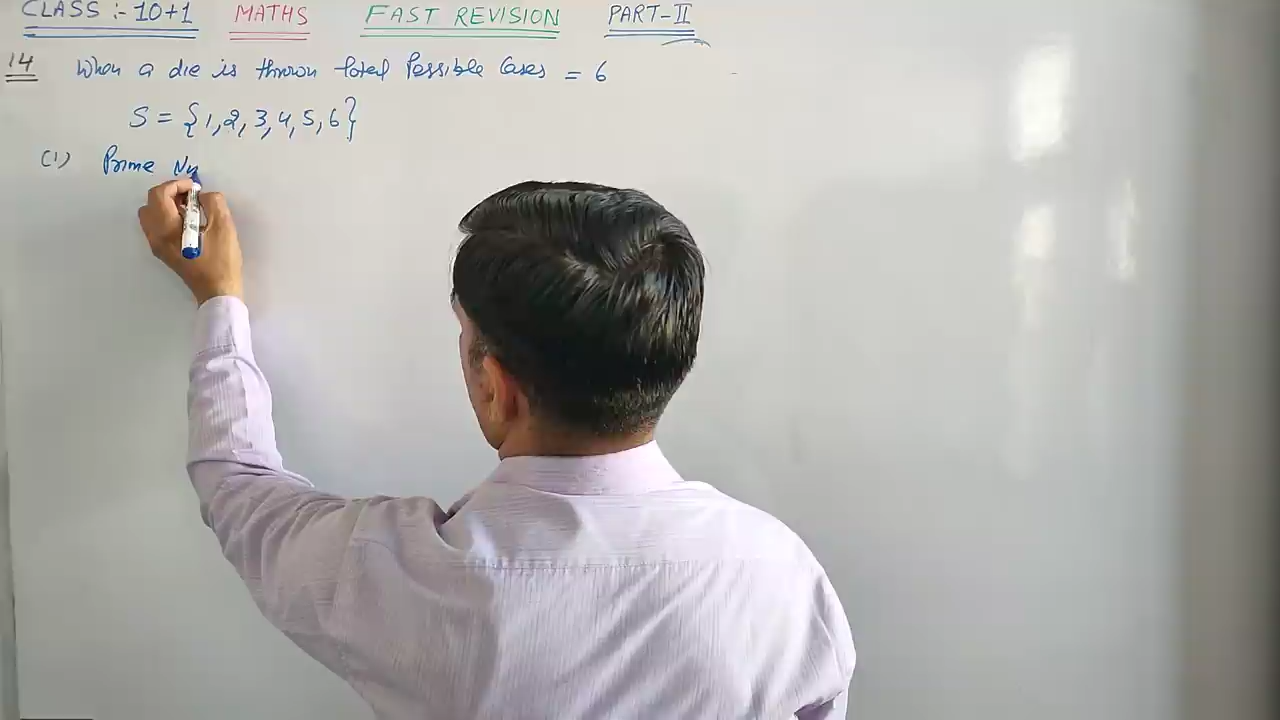 CLASS :- 10+1 MATHS FAST REVISION PART-II
14 When a die is thrown total Possible Cases = 6
S = {1,2,3,4,5,6}
(1) Prime Nu